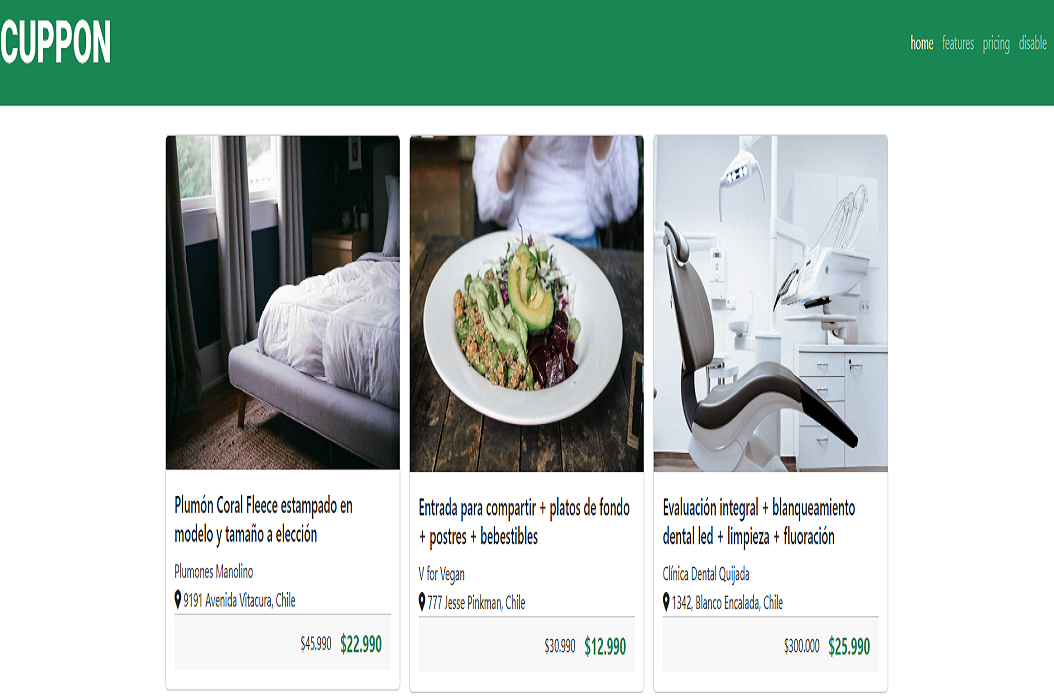 CUPPON
home features pricing disable
Plumón Coral Fleece estampado en
modelo y tamaño a elección
Plumones Manolino
9191 Avenida Vitacura, Chile
$45.990 $22.990
Entrada para compartir + platos de fondo
+ postres + bebestibles
V for Vegan
777 Jesse Pinkman, Chile
$30.990 $12.990
Evaluación integral + blanqueamiento
dental led + limpieza + fluoración
Clínica Dental Quijada
1342, Blanco Encalada, Chile
$300.000 $25.990